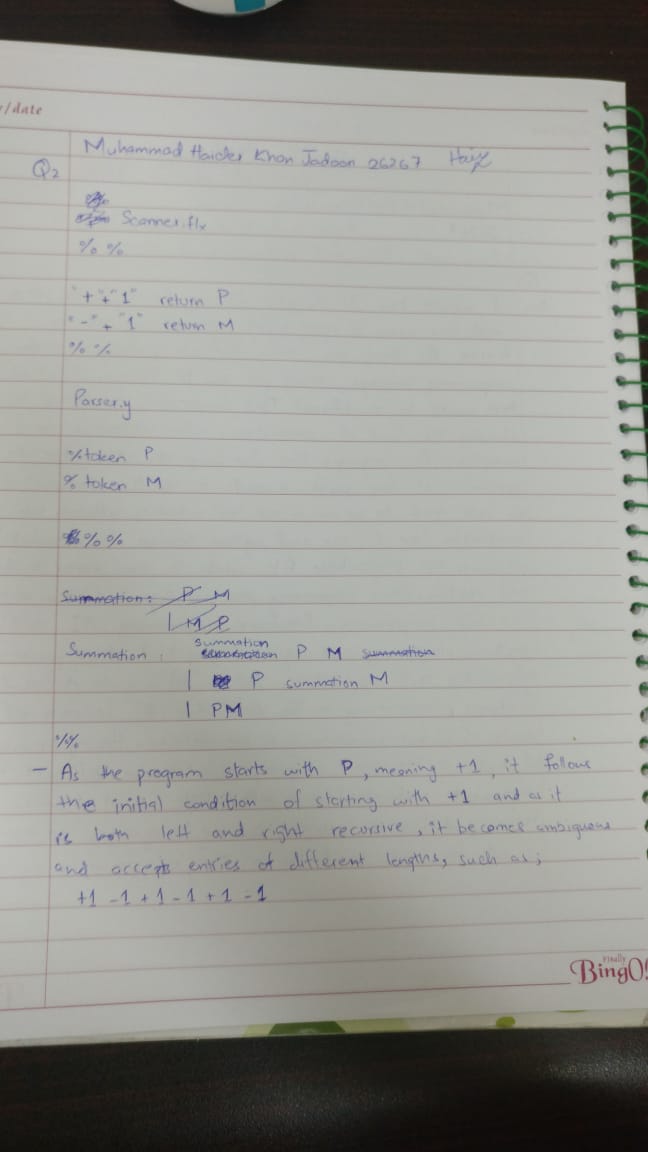 /date
Muhammad Haider Khan Jadoon 26267
Q2
Scanner.flx
%%
"+"+"1" return P
"-"+"1" return M
%%
Parser.y
%token P
%token M
%%
Summation: P M
| M P
Summation : summation P M summation
| P summation M
| PM
%%
- As the program starts with P, meaning +1, it follows
the initial condition of starting with +1 and as it
is both left and right recursive, it becomes ambiguous
and accepts entries of different lengths, such as;
+1 -1 +1 -1 +1 -1
Finally
BingO!